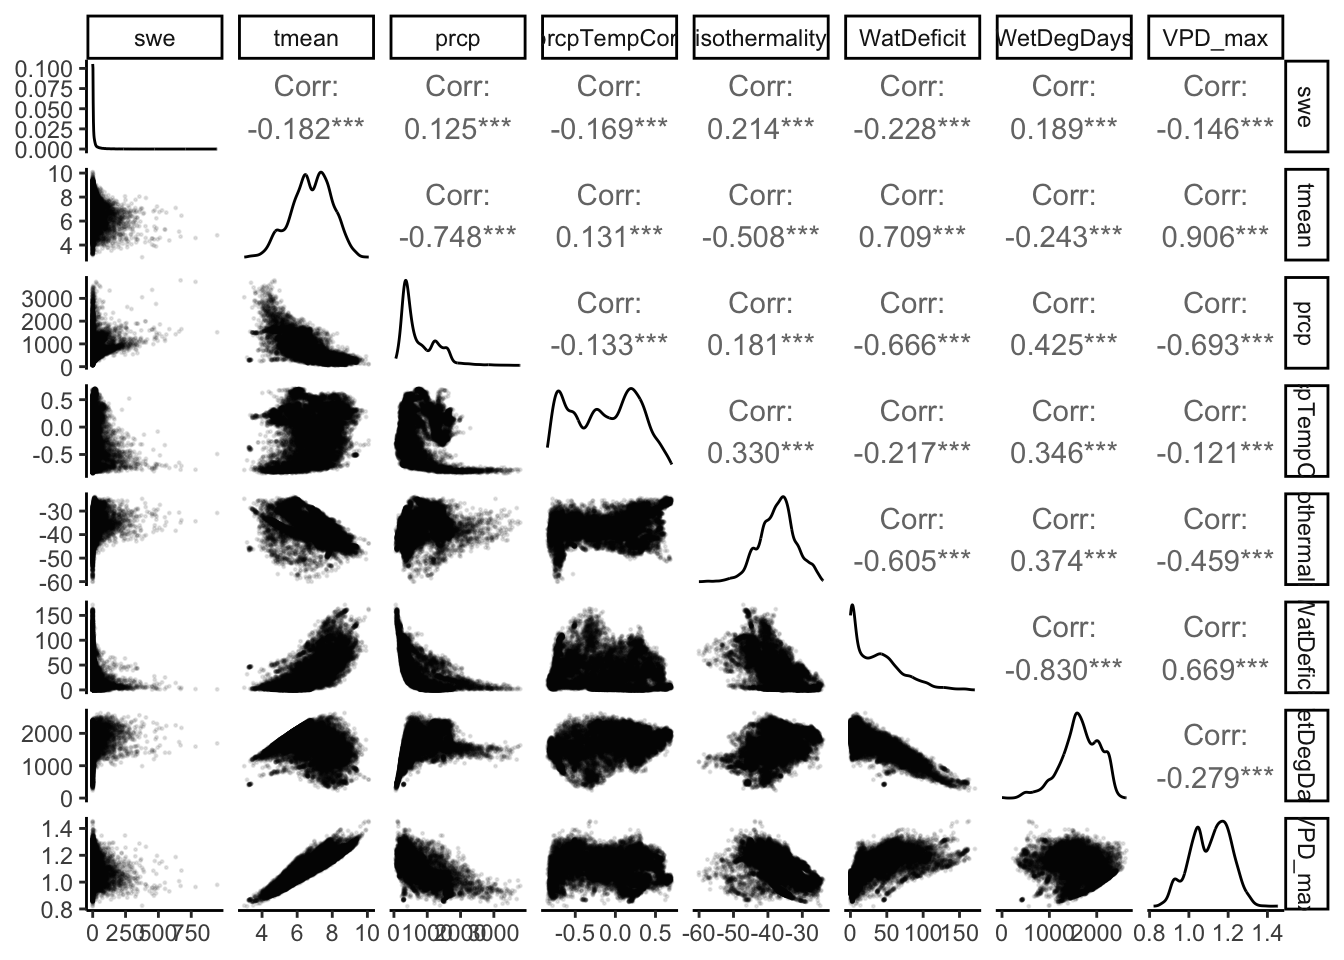 swe tmean prcp rcpTempCor isothermality WatDeficit WetDegDays VPD_max
0.100 Corr: Corr: Corr: Corr: Corr: Corr: Corr: swe
0.075
0.050 -0.182*** 0.125*** -0.169*** 0.214*** -0.228*** 0.189*** -0.146***
0.025
0.000
10 Corr: Corr: Corr: Corr: Corr: Corr: tmean
8
6 -0.748*** 0.131*** -0.508*** 0.709*** -0.243*** 0.906***
4
3000 Corr: Corr: Corr: Corr: Corr: prcp
2000
1000 -0.133*** 0.181*** -0.666*** 0.425*** -0.693***
0
0.5 Corr: Corr: Corr: Corr: pTempC
0.0
-0.5 0.330*** -0.217*** 0.346*** -0.121***
-30 Corr: Corr: Corr: othermal
-40
-50 -0.605*** 0.374*** -0.459***
-60
150 Corr: Corr: WatDefic
100
50 -0.830*** 0.669***
0
2000 Corr: etDegDa
1000 -0.279***
0
1.4 VPD_max
1.2
1.0
0.8
0 250 500 750 4 6 8 10 0 1000 2000 3000 -0.5 0.0 0.5 -60 -50 -40 -30 0 50 100 150 0 1000 2000 0.8 1.0 1.2 1.4